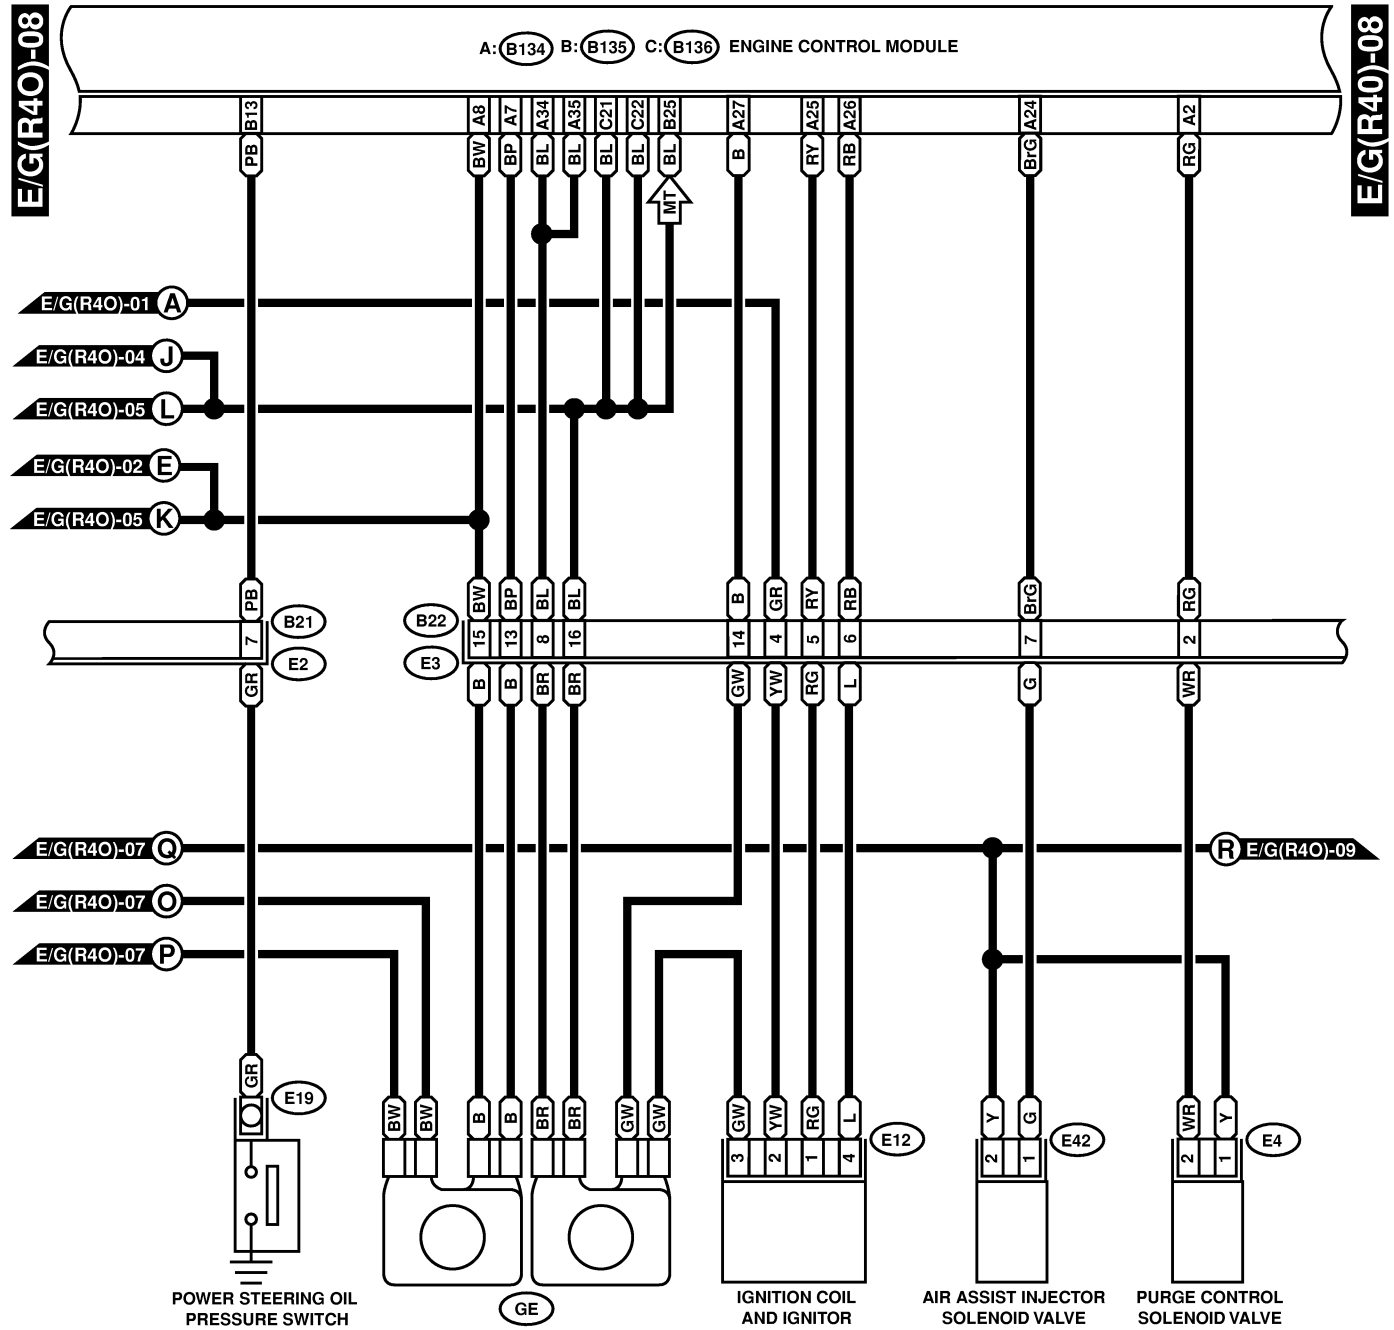 E/G(R4O)-08
E/G(R40)-08
A: B134 B: B135 C: B136 ENGINE CONTROL MODULE
B13 A8 A7 A34 A35 C21 C22 B25 A27 A25 A26 A24 A2
PB BW BP BL BL BL BL BL B RY RB BrG RG
MT
E/G(R4O)-01 A
E/G(R4O)-04 J
E/G(R4O)-05 L
E/G(R4O)-02 E
E/G(R4O)-05 K
PB BW BP BL BL B GR RY RB BrG RG
B21 B22
7 15 13 8 16 14 4 5 6 7 2
E2 E3
GR B B BR BR GW YW RG L G WR
E/G(R4O)-07 Q
R E/G(R4O)-09
E/G(R4O)-07 O
E/G(R4O)-07 P
GR
E19
BW BW B B BR BR GW GW GW YW RG L Y G WR Y
3 2 1 4 E12 2 1 E42 2 1 E4
POWER STEERING OIL
PRESSURE SWITCH
GE
IGNITION COIL
AND IGNITOR
AIR ASSIST INJECTOR
SOLENOID VALVE
PURGE CONTROL
SOLENOID VALVE